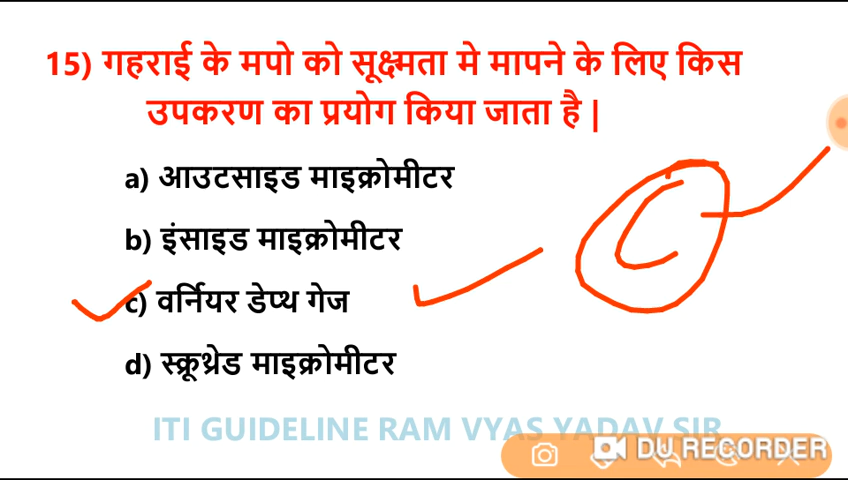 15) गहराई के मपो को सूक्ष्मता मे मापने के लिए किस
उपकरण का प्रयोग किया जाता है |
a) आउटसाइड माइक्रोमीटर
b) इंसाइड माइक्रोमीटर
c) वर्नियर डेप्थ गेज
d) स्क्रूथ्रेड माइक्रोमीटर
C
ITI GUIDELINE RAM VYAS YADAV SIR
DU RECORDER